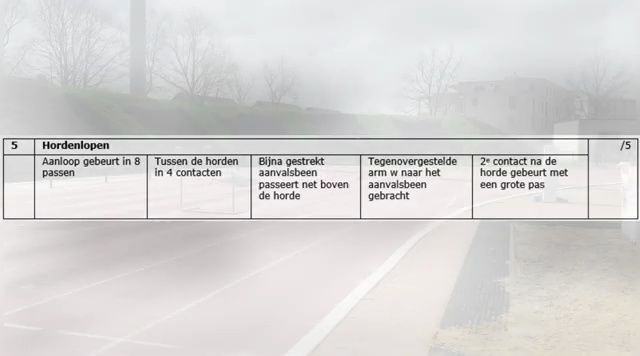 5 Hordenlopen /5
Aanloop gebeurt in 8
passen
Tussen de horden
in 4 contacten
Bijna gestrekt
aanvalsbeen
passeert net boven
de horde
Tegenovergestelde
arm w naar het
aanvalsbeen
gebracht
2e contact na de
horde gebeurt met
een grote pas